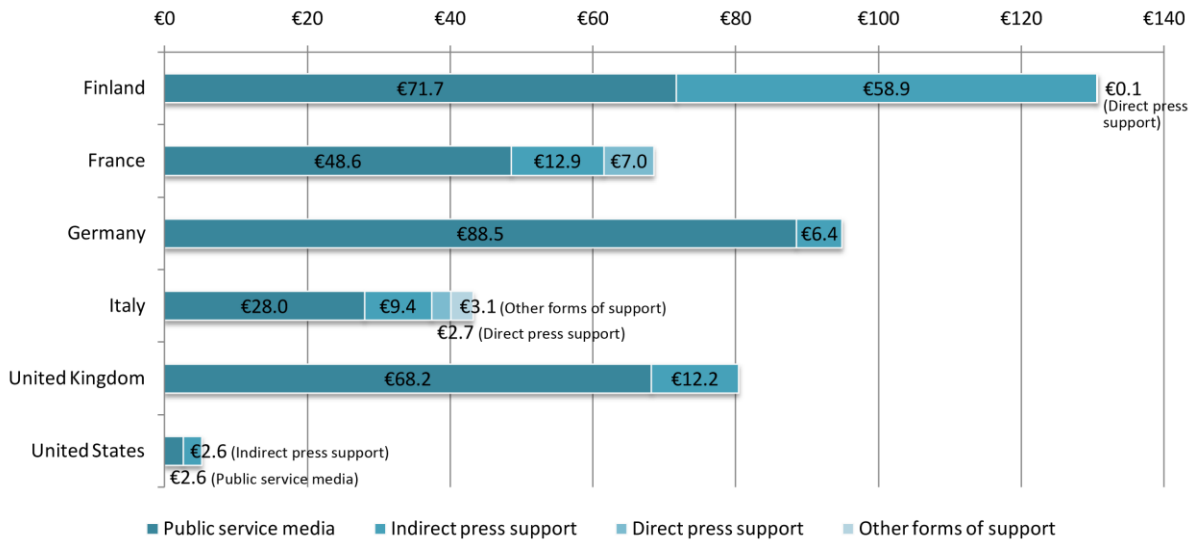 €0 €20 €40 €60 €80 €100 €120 €140
Finland €71.7 €58.9 €0.1
(Direct press
support)
France €48.6 €12.9 €7.0
Germany €88.5 €6.4
Italy €28.0 €9.4 €3.1 (Other forms of support)
€2.7 (Direct press support)
United Kingdom €68.2 €12.2
United States €2.6 (Indirect press support)
€2.6 (Public service media)
Public service media Indirect press support Direct press support Other forms of support